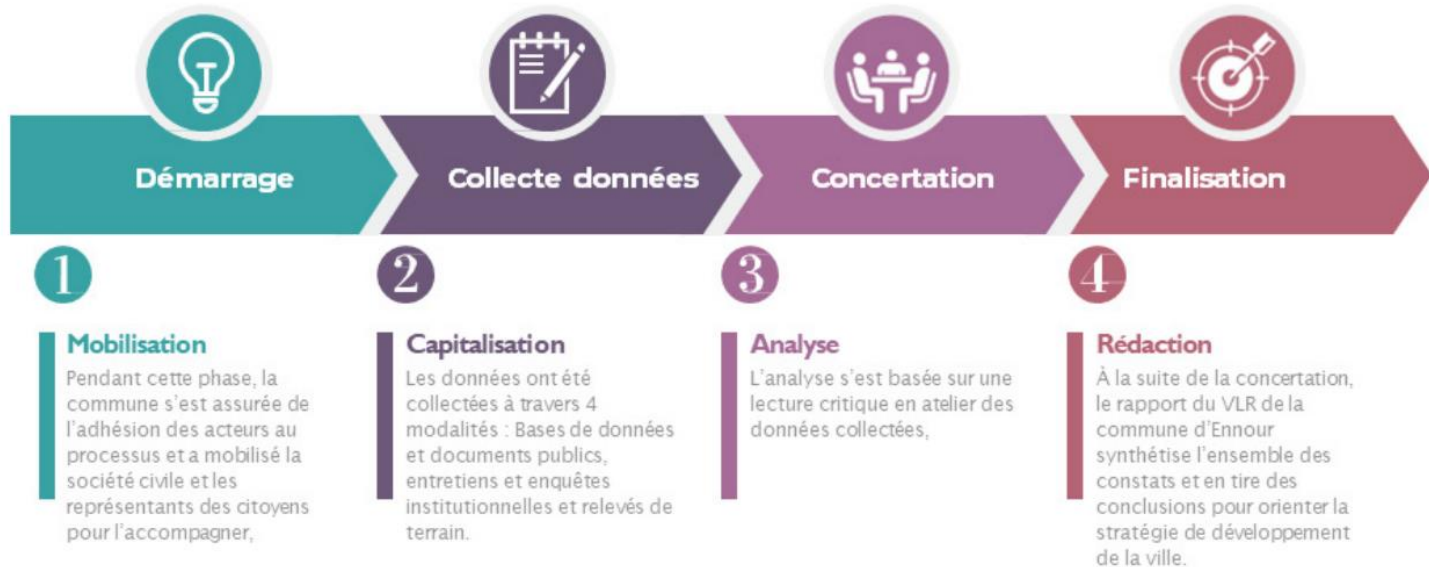 Démarrage
Collecte données
Concertation
Finalisation
1
Mobilisation
Pendant cette phase, la
commune s'est assurée de
l'adhésion des acteurs au
processus et a mobilisé la
société civile et les
représentants des citoyens
pour l'accompagner,
2
Capitalisation
Les données ont été
collectées à travers 4
modalités : Bases de données
et documents publics,
entretiens et enquêtes
institutionnelles et relevés de
terrain.
3
Analyse
L'analyse s'est basée sur une
lecture critique en atelier des
données collectées,
4
Rédaction
À la suite de la concertation,
le rapport du VLR de la
commune d'Ennour
synthétise l'ensemble des
constats et en tire des
conclusions pour orienter la
stratégie de développement
de la ville.